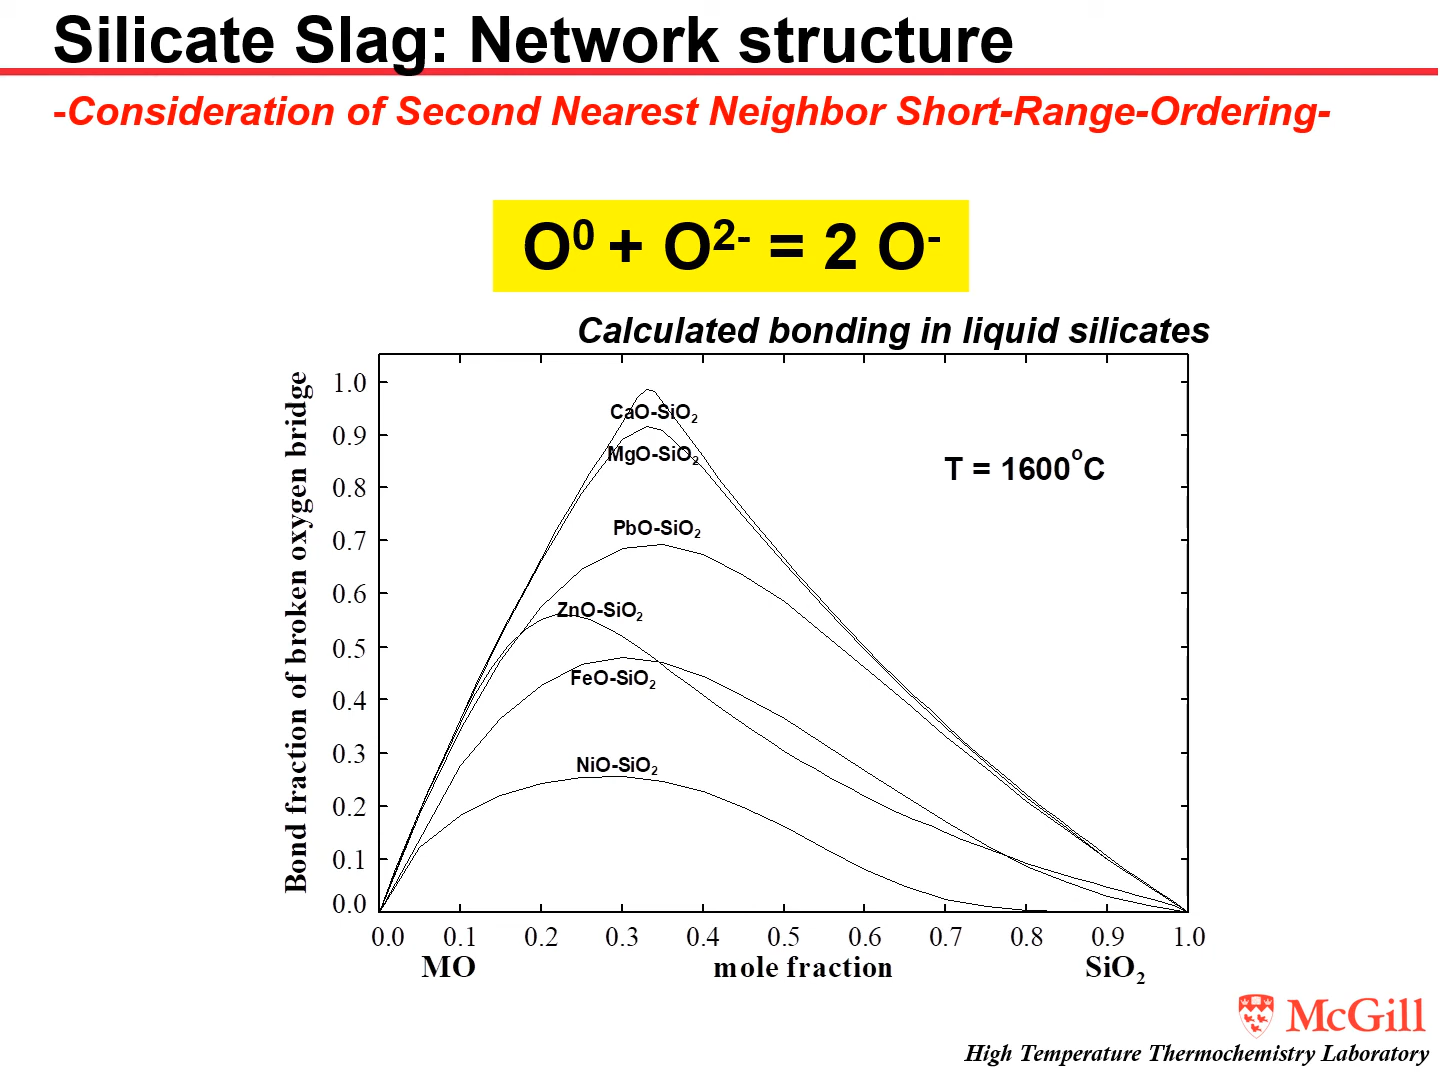 Silicate Slag: Network structure
-Consideration of Second Nearest Neighbor Short-Range-Ordering-
O⁰ + O²⁻ = 2 O⁻
Calculated bonding in liquid silicates
Bond fraction of broken oxygen bridge
1.0
0.9
0.8
0.7
0.6
0.5
0.4
0.3
0.2
0.1
0.0
CaO-SiO₂
MgO-SiO₂
T = 1600°C
PbO-SiO₂
ZnO-SiO₂
FeO-SiO₂
NiO-SiO₂
0.0 0.1 0.2 0.3 0.4 0.5 0.6 0.7 0.8 0.9 1.0
MO mole fraction SiO₂
McGill
High Temperature Thermochemistry Laboratory